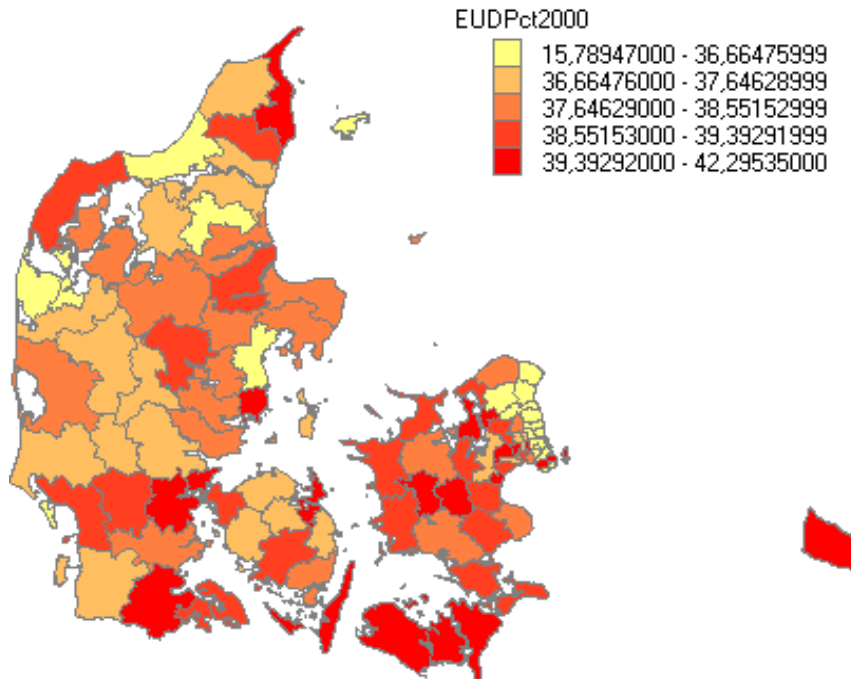 EUDPct2000
15,78947000 - 36,66475999
36,66476000 - 37,64628999
37,64629000 - 38,55152999
38,55153000 - 39,39291999
39,39292000 - 42,29535000